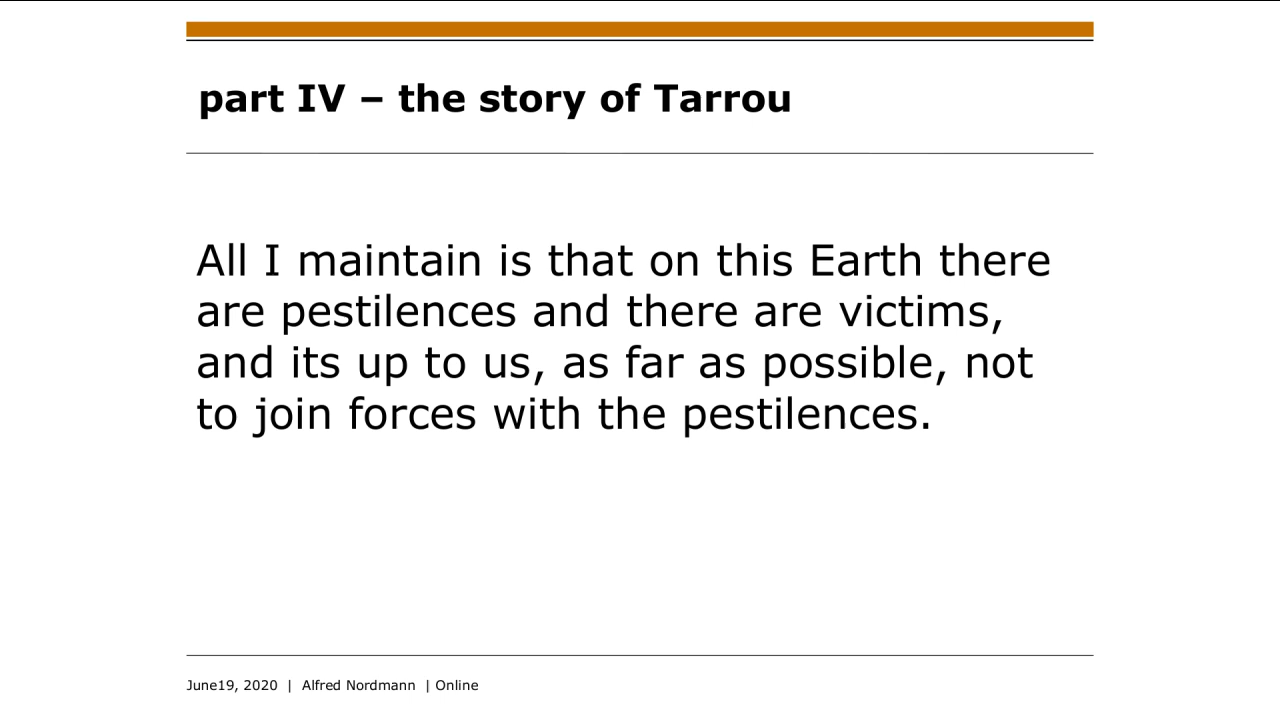 part IV – the story of Tarrou
All I maintain is that on this Earth there
are pestilences and there are victims,
and its up to us, as far as possible, not
to join forces with the pestilences.
June19, 2020 | Alfred Nordmann | Online